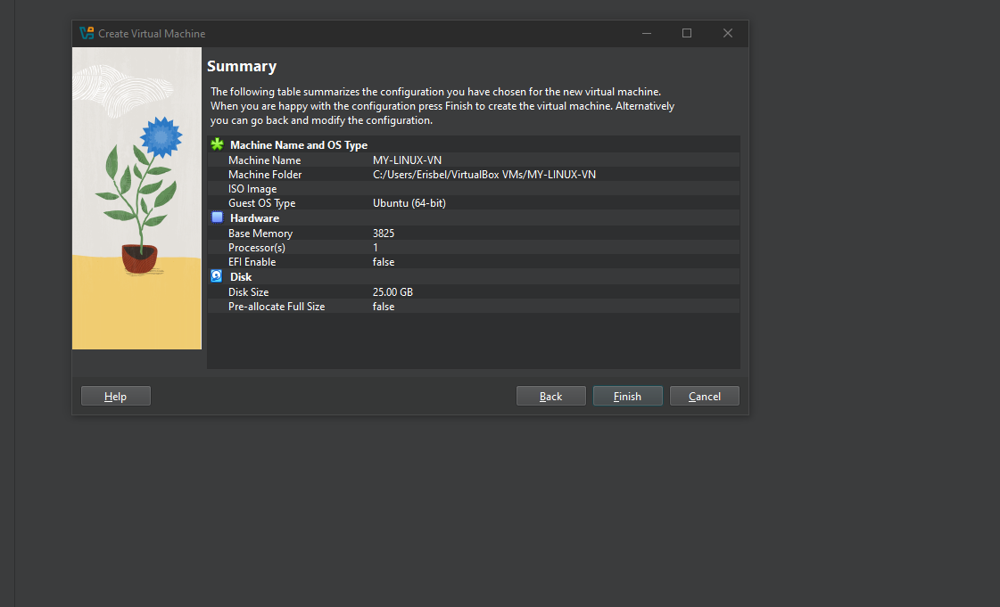 Create Virtual Machine
Summary
The following table summarizes the configuration you have chosen for the new virtual machine.
When you are happy with the configuration press Finish to create the virtual machine. Alternatively
you can go back and modify the configuration.
Machine Name and OS Type
Machine Name MY-LINUX-VN
Machine Folder C:/Users/Erisbel/VirtualBox VMs/MY-LINUX-VN
ISO Image
Guest OS Type Ubuntu (64-bit)
Hardware
Base Memory 3825
Processor(s) 1
EFI Enable false
Disk
Disk Size 25.00 GB
Pre-allocate Full Size false
Help Back Finish Cancel